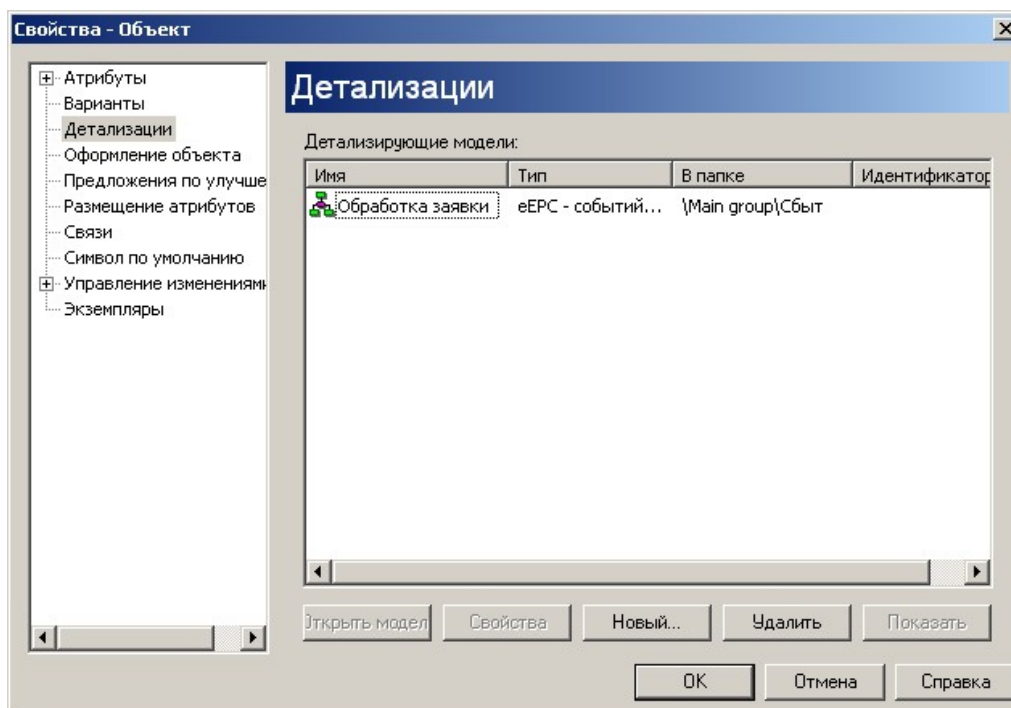 Свойства - Объект
Атрибуты
Варианты
Детализации
Оформление объекта
Предложения по улучше
Размещение атрибутов
Связи
Символ по умолчанию
Управление изменениям
Экземпляры
Детализации
Детализирующие модели:
Имя Тип В папке Идентификатор
Обработка заявки eEPC - событий... \Main group\Сбыт
Открыть модел Свойства Новый... Удалить Показать
OK Отмена Справка